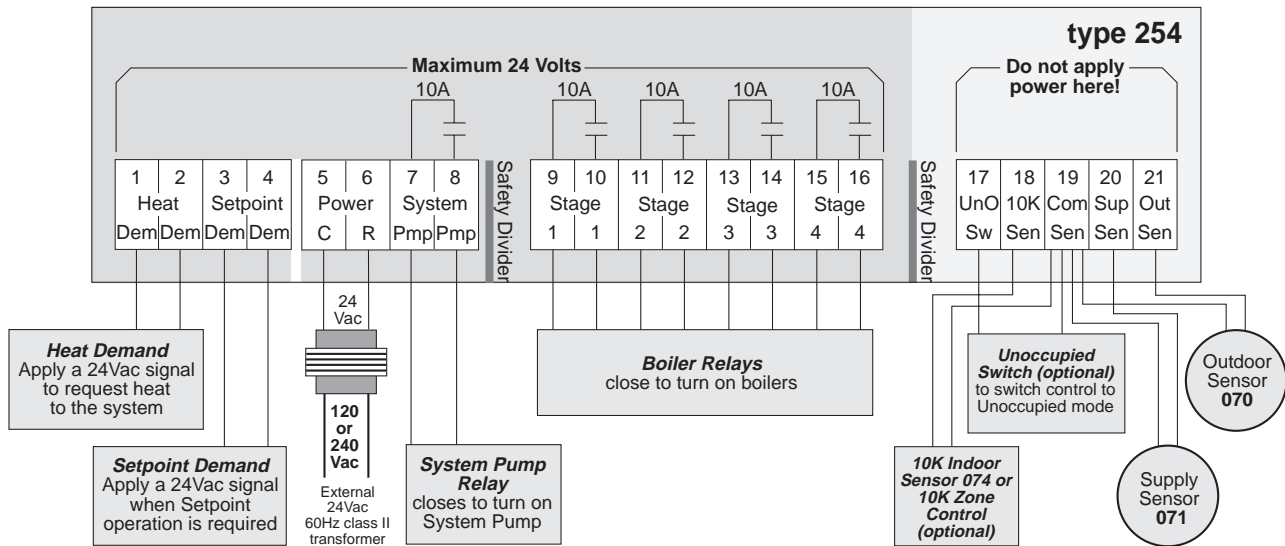 type 254
Maximum 24 Volts
Do not apply
power here!
10A 10A 10A 10A 10A
1 2 3 4 5 6 7 8 9 10 11 12 13 14 15 16 17 18 19 20 21
Heat Setpoint Power System Stage Stage Stage Stage UnO 10K Com Sup Out
Dem Dem Dem Dem C R Pmp Pmp 1 1 2 2 3 3 4 4 Sw Sen Sen Sen Sen
Safety Divider
Safety Divider
24
Vac
Heat Demand
Apply a 24Vac signal
to request heat
to the system
Setpoint Demand
Apply a 24Vac signal
when Setpoint
operation is required
120
or
240
Vac
External
24Vac
60Hz class II
transformer
System Pump
Relay
closes to turn on
System Pump
Boiler Relays
close to turn on boilers
Unoccupied
Switch (optional)
to switch control to
Unoccupied mode
10K Indoor
Sensor 074 or
10K Zone
Control
(optional)
Outdoor
Sensor
070
Supply
Sensor
071